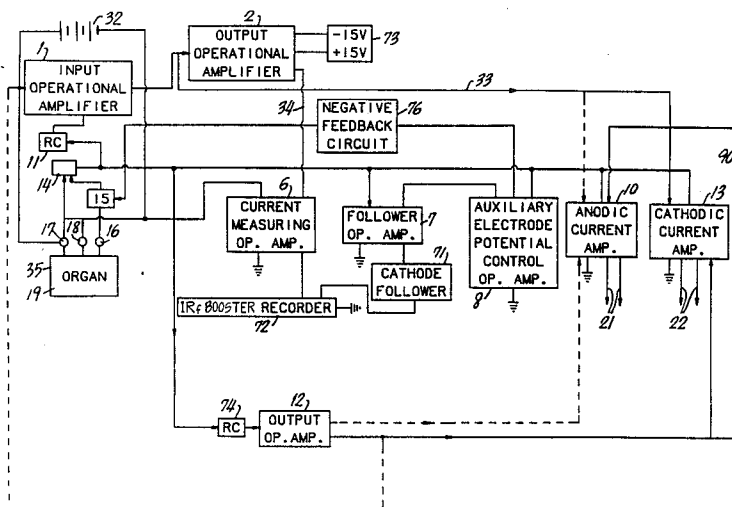 32
1
INPUT
OPERATIONAL
AMPLIFIER
2
OUTPUT
OPERATIONAL
AMPLIFIER
-15V
+15V
73
33
34
NEGATIVE
FEEDBACK
CIRCUIT
76
90
RC
11
14
15
17
18
16
35
ORGAN
19
6
CURRENT
MEASURING
OP. AMP.
FOLLOWER
OP. AMP.
7
71
CATHODE
FOLLOWER
AUXILIARY
ELECTRODE
POTENTIAL
CONTROL
OP. AMP.
8
10
ANODIC
CURRENT
AMP.
13
CATHODIC
CURRENT
AMP.
21
22
IR & BOOSTER RECORDER
72
74
RC
12
OUTPUT
OP. AMP.